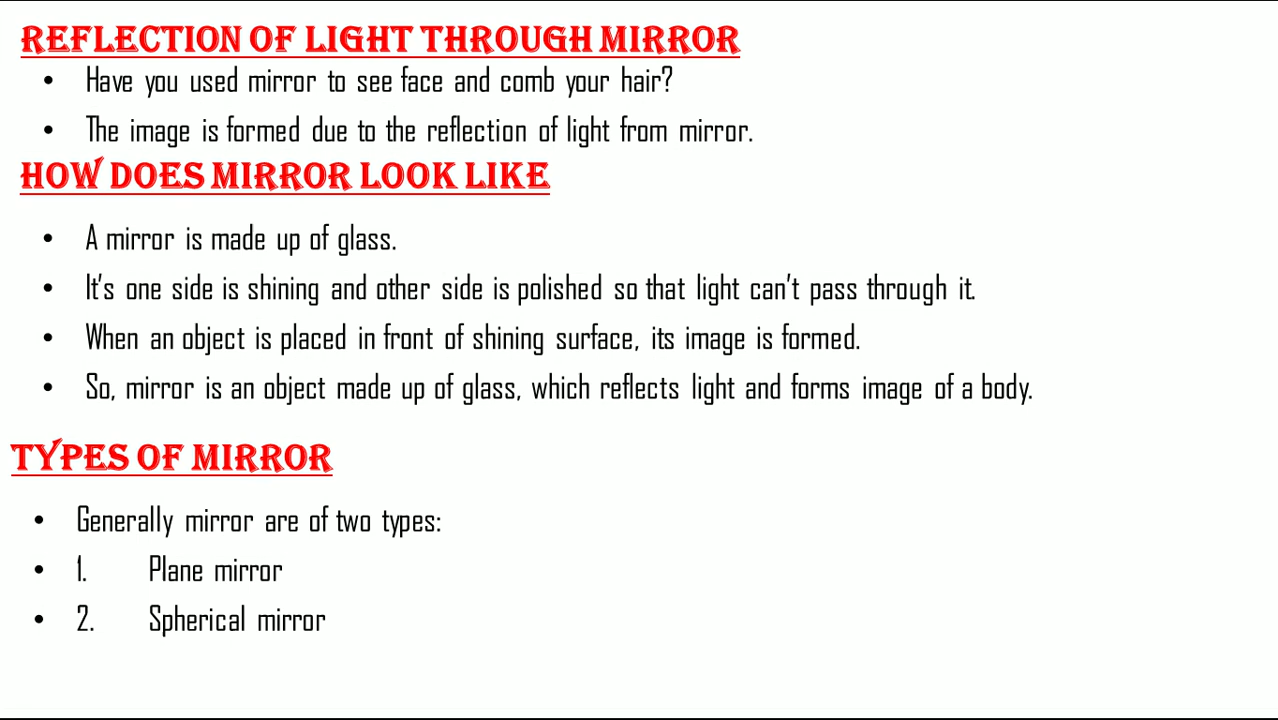 REFLECTION OF LIGHT THROUGH MIRROR
• Have you used mirror to see face and comb your hair?
• The image is formed due to the reflection of light from mirror.
HOW DOES MIRROR LOOK LIKE
• A mirror is made up of glass.
• It's one side is shining and other side is polished so that light can't pass through it.
• When an object is placed in front of shining surface, its image is formed.
• So, mirror is an object made up of glass, which reflects light and forms image of a body.
TYPES OF MIRROR
• Generally mirror are of two types:
• 1. Plane mirror
• 2. Spherical mirror